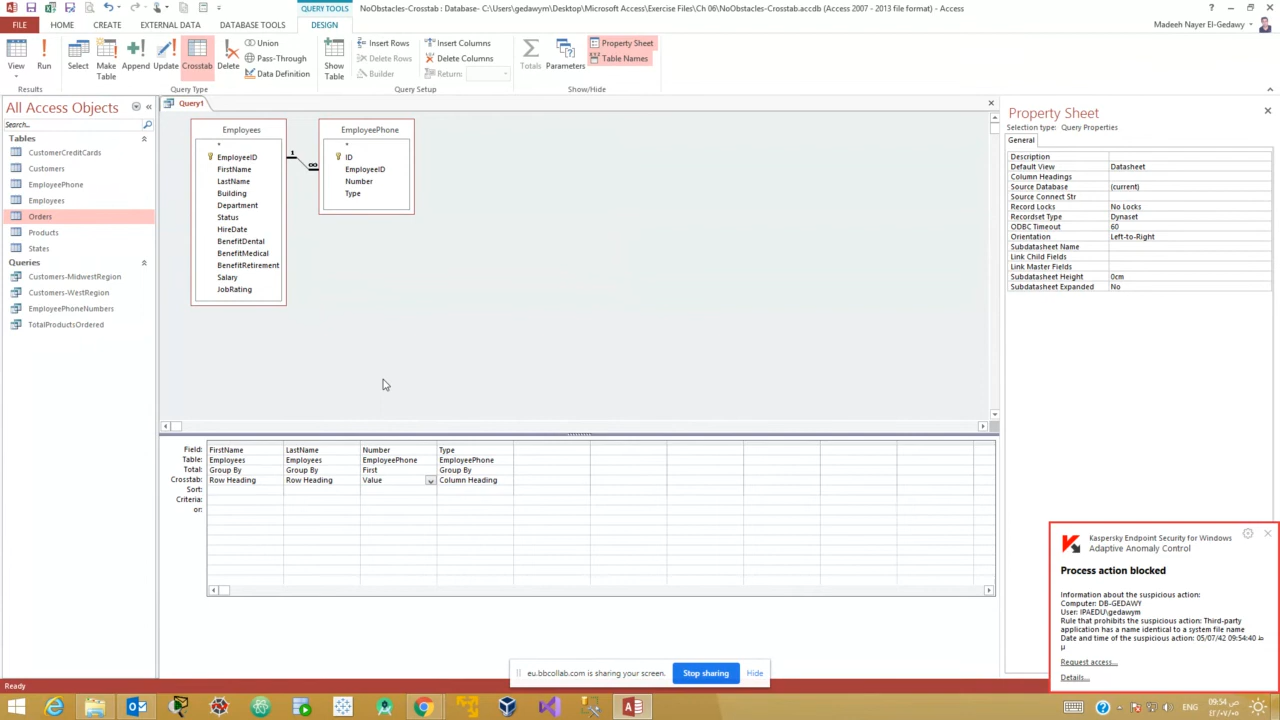 QUERY TOOLS
NoObstacles-Crosstab : Database- C:\Users\gedawym\Desktop\Microsoft Access\Exercise Files\Ch 06\NoObstacles-Crosstab.accdb (Access 2007 - 2013 file format) - Access
FILE HOME CREATE EXTERNAL DATA DATABASE TOOLS DESIGN
Madeeh Nayer El-Gedawy
View
Run
Select
Make Table
Append
Update
Crosstab
Delete
Union
Pass-Through
Data Definition
Show Table
Insert Rows
Delete Rows
Builder
Insert Columns
Delete Columns
Return:
Totals
Parameters
Property Sheet
Table Names
Results
Query Type
Query Setup
Show/Hide
All Access Objects
Search...
Tables
CustomerCreditCards
Customers
EmployeePhone
Employees
Orders
Products
States
Queries
Customers-MidwestRegion
Customers-WestRegion
EmployeePhoneNumbers
TotalProductsOrdered
Query1
Employees
*
EmployeeID
FirstName
LastName
Building
Department
Status
HireDate
BenefitDental
BenefitMedical
BenefitRetirement
Salary
JobRating
1
∞
EmployeePhone
*
ID
EmployeeID
Number
Type
Field: FirstName LastName Number Type
Table: Employees Employees EmployeePhone EmployeePhone
Total: Group By Group By First Group By
Crosstab: Row Heading Row Heading Value Column Heading
Sort:
Criteria:
or:
Property Sheet
Selection type: Query Properties
General
Description
Default View Datasheet
Column Headings
Source Database (current)
Source Connect Str
Record Locks No Locks
Recordset Type Dynaset
ODBC Timeout 60
Orientation Left-to-Right
Subdatasheet Name
Link Child Fields
Link Master Fields
Subdatasheet Height 0cm
Subdatasheet Expanded No
Kaspersky Endpoint Security for Windows
Adaptive Anomaly Control
Process action blocked
Information about the suspicious action:
Computer: DB-GEDAWY
User: IPAEDU\gedawym
Rule that prohibits the suspicious action: Third-party
application has a name identical to a system file name
Date and time of the suspicious action: 05/07/42 09:54:40 ص
Request access...
Details...
eu.bbcollab.com is sharing your screen.
Stop sharing
Hide
Ready
ENG
09:54 ص